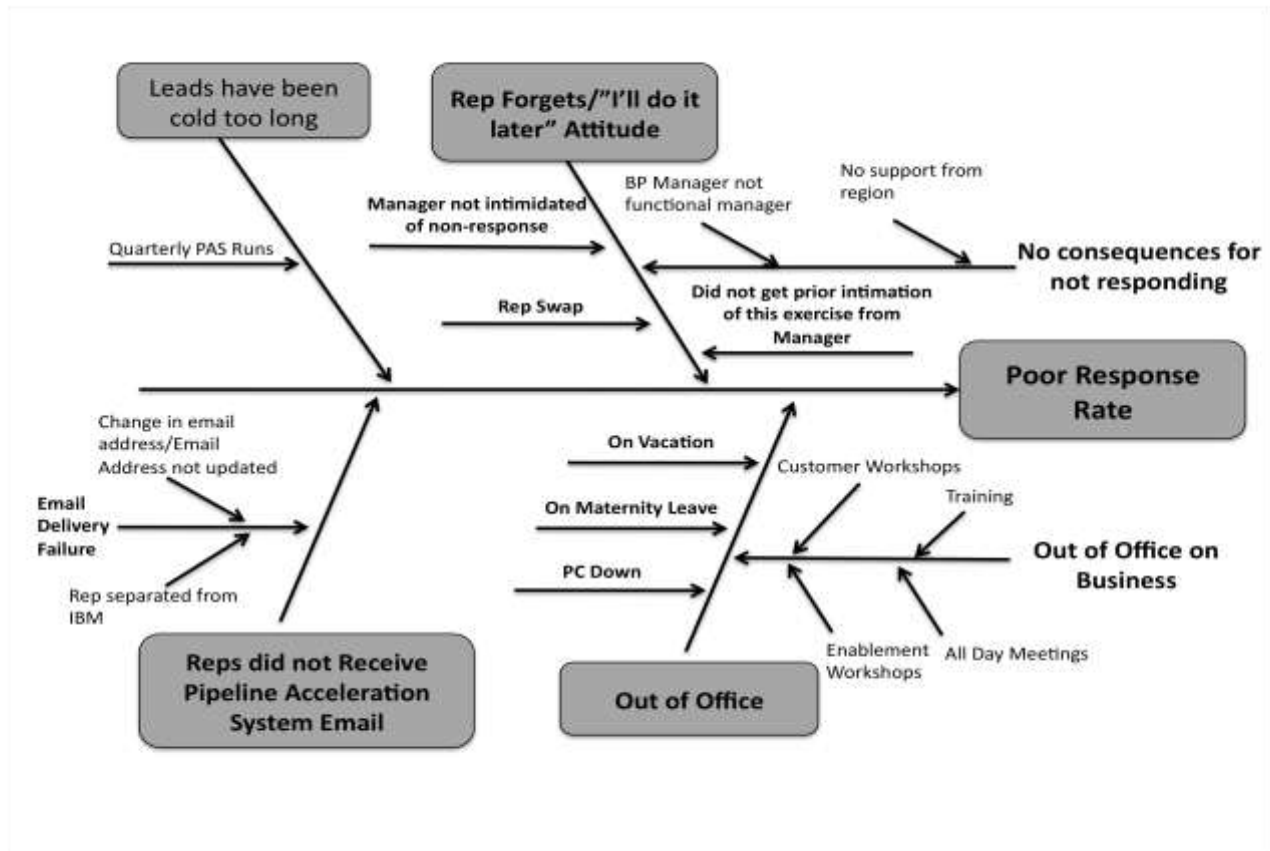 Leads have been
cold too long
Rep Forgets/"I'll do it
later" Attitude
BP Manager not
functional manager
No support from
region
Manager not intimidated
of non-response
Quarterly PAS Runs
No consequences for
not responding
Rep Swap
Did not get prior intimation
of this exercise from
Manager
Poor Response
Rate
Change in email
address/Email
Address not updated
Email
Delivery
Failure
Rep separated from
IBM
On Vacation
Customer Workshops
Training
On Maternity Leave
PC Down
Out of Office on
Business
Enablement
Workshops
All Day Meetings
Reps did not Receive
Pipeline Acceleration
System Email
Out of Office